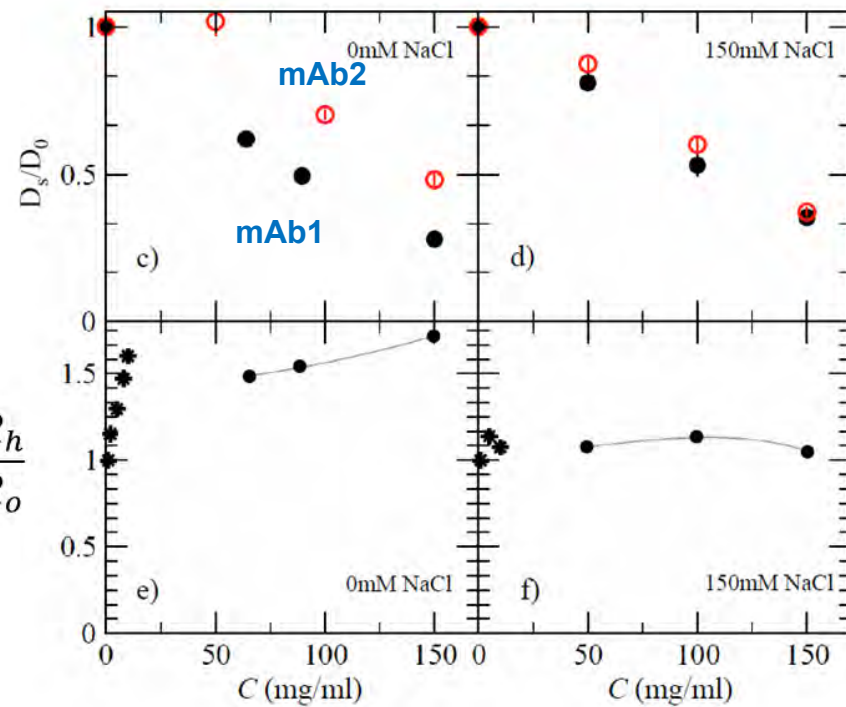 1
0mM NaCl
150mM NaCl
mAb2
D_s/D_0
0.5
mAb1
c)
d)
0
1.5
h
1
o
0.5
e)
0mM NaCl
f)
150mM NaCl
0
0 50 100 150 0 50 100 150
C (mg/ml) C (mg/ml)